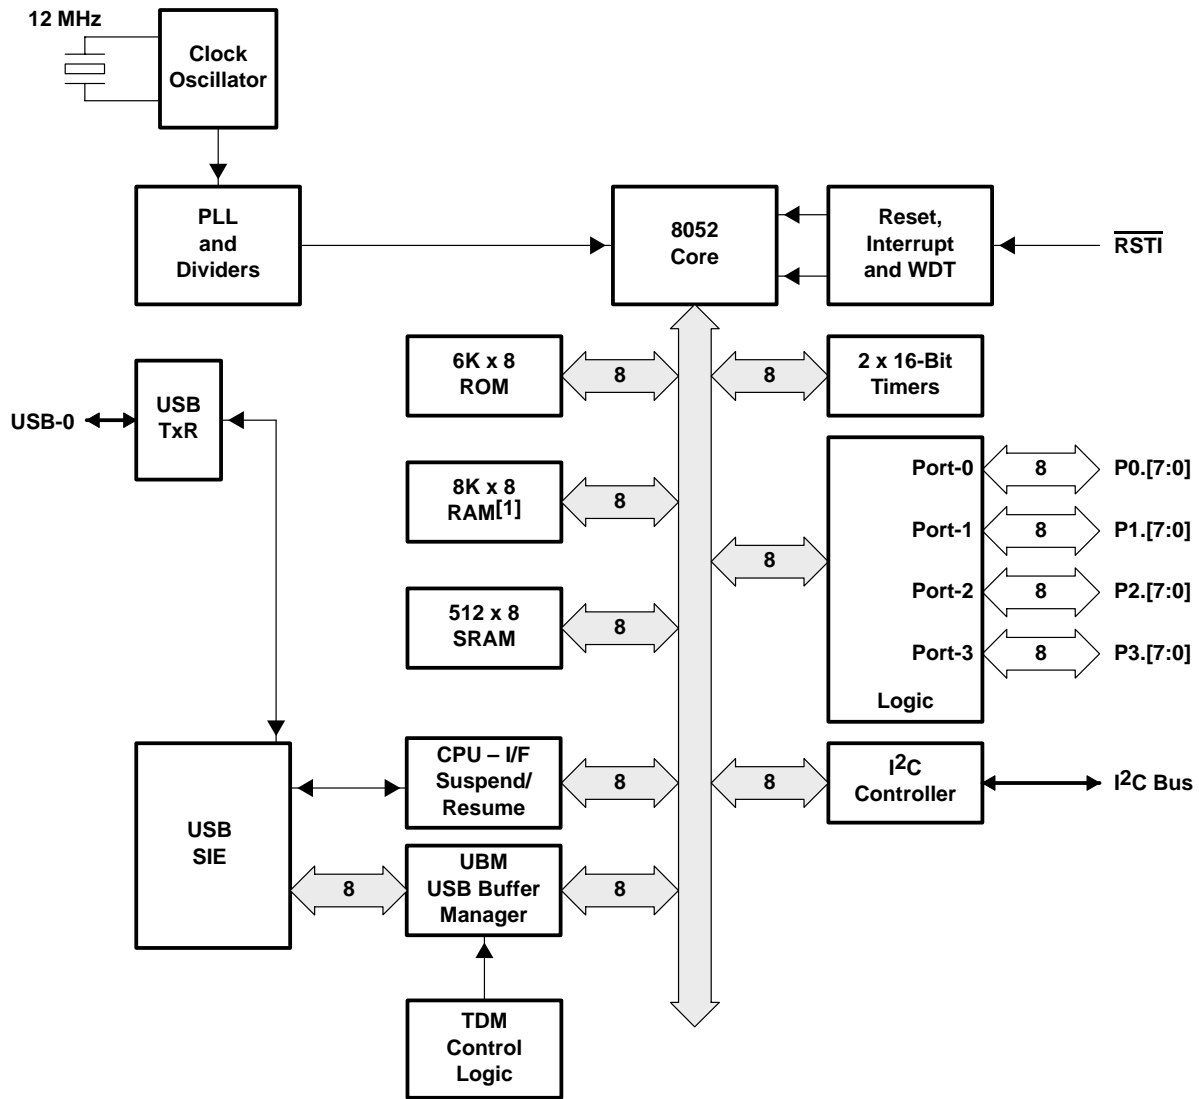 12 MHz
Clock
Oscillator
PLL
and
Dividers
8052
Core
Reset,
Interrupt
and WDT
RSTI
6K x 8
ROM
8
8
2 x 16-Bit
Timers
USB-0
USB
TxR
8K x 8
RAM[1]
8
512 x 8
SRAM
8
8
Port-0
8
P0.[7:0]
Port-1
8
P1.[7:0]
Port-2
8
P2.[7:0]
Port-3
8
P3.[7:0]
Logic
USB
SIE
CPU – I/F
Suspend/
Resume
8
8
I2C
Controller
I2C Bus
8
UBM
USB Buffer
Manager
8
TDM
Control
Logic